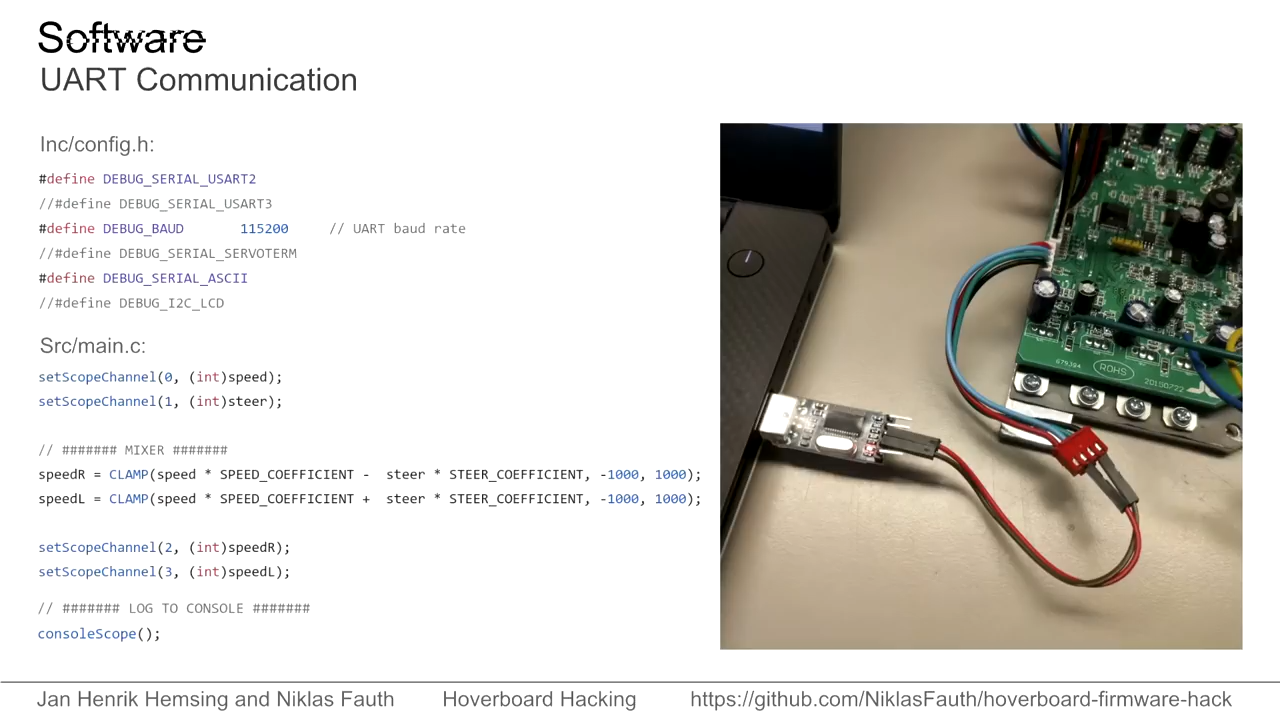 Software
UART Communication
Inc/config.h:
#define DEBUG_SERIAL_USART2
//#define DEBUG_SERIAL_USART3
#define DEBUG_BAUD       115200     // UART baud rate
//#define DEBUG_SERIAL_SERVOTERM
#define DEBUG_SERIAL_ASCII
//#define DEBUG_I2C_LCD
Src/main.c:
setScopeChannel(0, (int)speed);
setScopeChannel(1, (int)steer);
// ####### MIXER #######
speedR = CLAMP(speed * SPEED_COEFFICIENT -  steer * STEER_COEFFICIENT, -1000, 1000);
speedL = CLAMP(speed * SPEED_COEFFICIENT +  steer * STEER_COEFFICIENT, -1000, 1000);
setScopeChannel(2, (int)speedR);
setScopeChannel(3, (int)speedL);
// ####### LOG TO CONSOLE #######
consoleScope();
ROHS
20150722
Jan Henrik Hemsing and Niklas Fauth
Hoverboard Hacking
https://github.com/NiklasFauth/hoverboard-firmware-hack